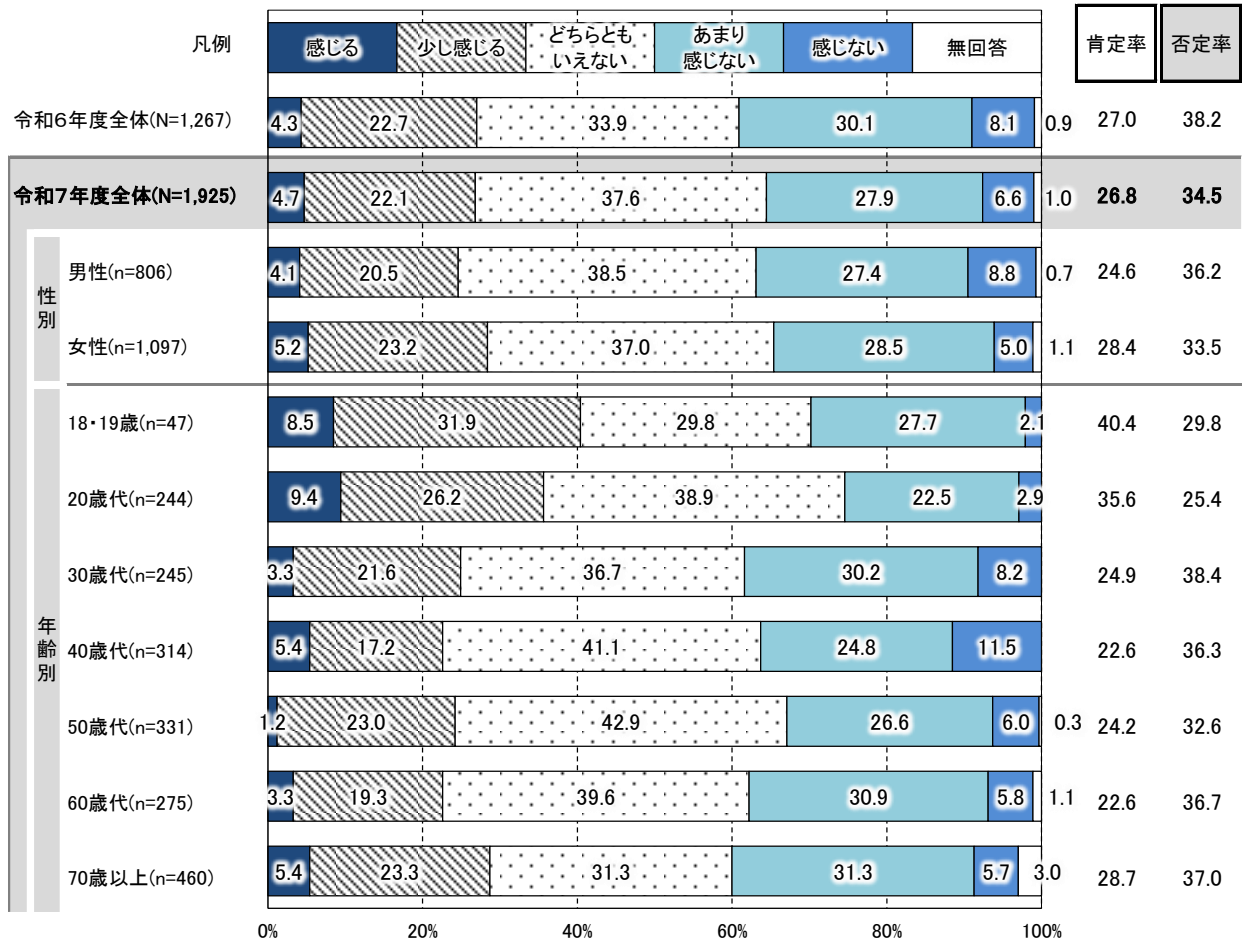 凡例 感じる 少し感じる どちらとも いえない あまり 感じない 感じない 無回答 肯定率 否定率
令和6年度全体(N=1,267) 4.3 22.7 33.9 30.1 8.1 0.9 27.0 38.2
令和7年度全体(N=1,925) 4.7 22.1 37.6 27.9 6.6 1.0 26.8 34.5
性別
男性(n=806) 4.1 20.5 38.5 27.4 8.8 0.7 24.6 36.2
女性(n=1,097) 5.2 23.2 37.0 28.5 5.0 1.1 28.4 33.5
年齢別
18・19歳(n=47) 8.5 31.9 29.8 27.7 2.1 40.4 29.8
20歳代(n=244) 9.4 26.2 38.9 22.5 2.9 35.6 25.4
30歳代(n=245) 3.3 21.6 36.7 30.2 8.2 24.9 38.4
40歳代(n=314) 5.4 17.2 41.1 24.8 11.5 22.6 36.3
50歳代(n=331) 1.2 23.0 42.9 26.6 6.0 0.3 24.2 32.6
60歳代(n=275) 3.3 19.3 39.6 30.9 5.8 1.1 22.6 36.7
70歳以上(n=460) 5.4 23.3 31.3 31.3 5.7 3.0 28.7 37.0
0% 20% 40% 60% 80% 100%